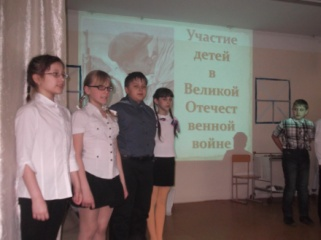 Участие
детей
в
Великой
Отечест
венной
войне